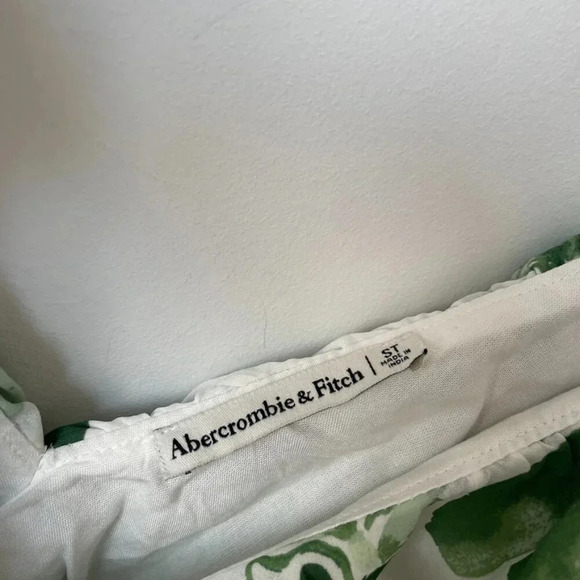 Abercrombie & Fitch | ST
MADE IN
INDIA